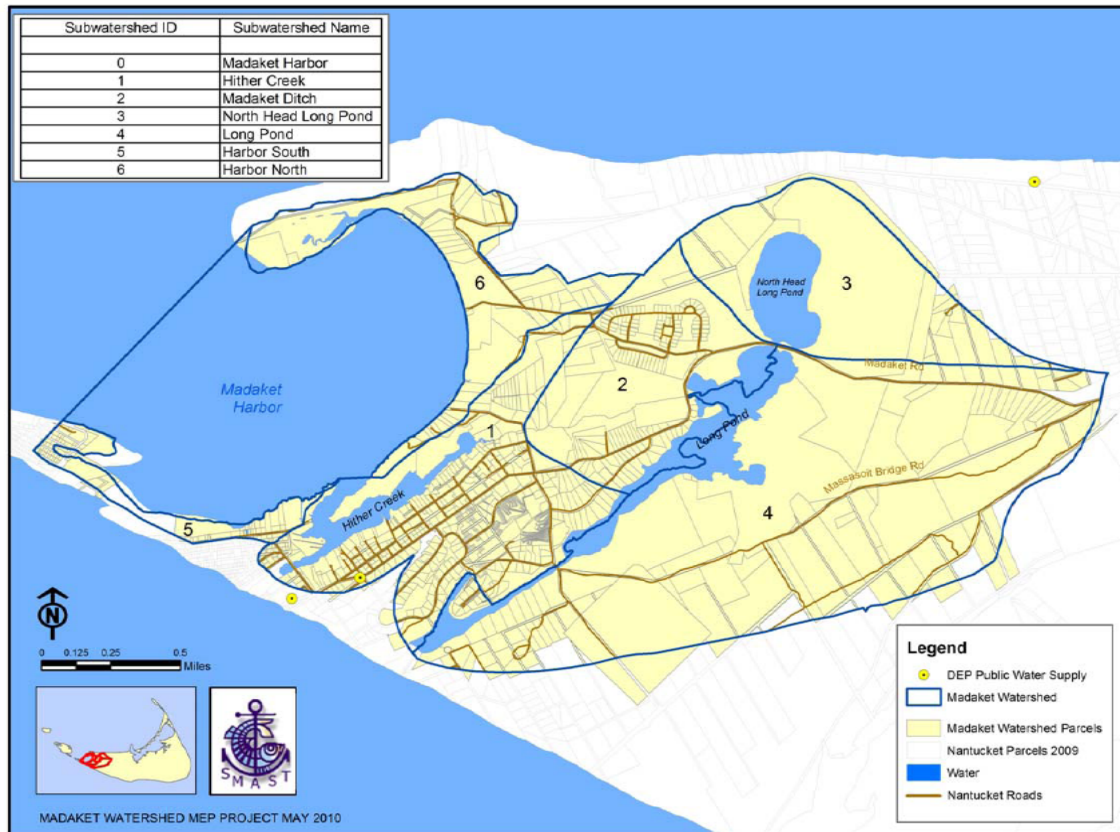 Subwatershed ID Subwatershed Name
0 Madaket Harbor
1 Hither Creek
2 Madaket Ditch
3 North Head Long Pond
4 Long Pond
5 Harbor South
6 Harbor North
6
3
North Head
Long Pond
Madaket Rd
2
Madaket
Harbor
1
Long Pond
Massasoit Bridge Rd
Hither Creek
4
5
N
0 0.125 0.25 0.5
Miles
SMAST
MADAKET WATERSHED MEP PROJECT MAY 2010
Legend
DEP Public Water Supply
Madaket Watershed
Madaket Watershed Parcels
Nantucket Parcels 2009
Water
Nantucket Roads